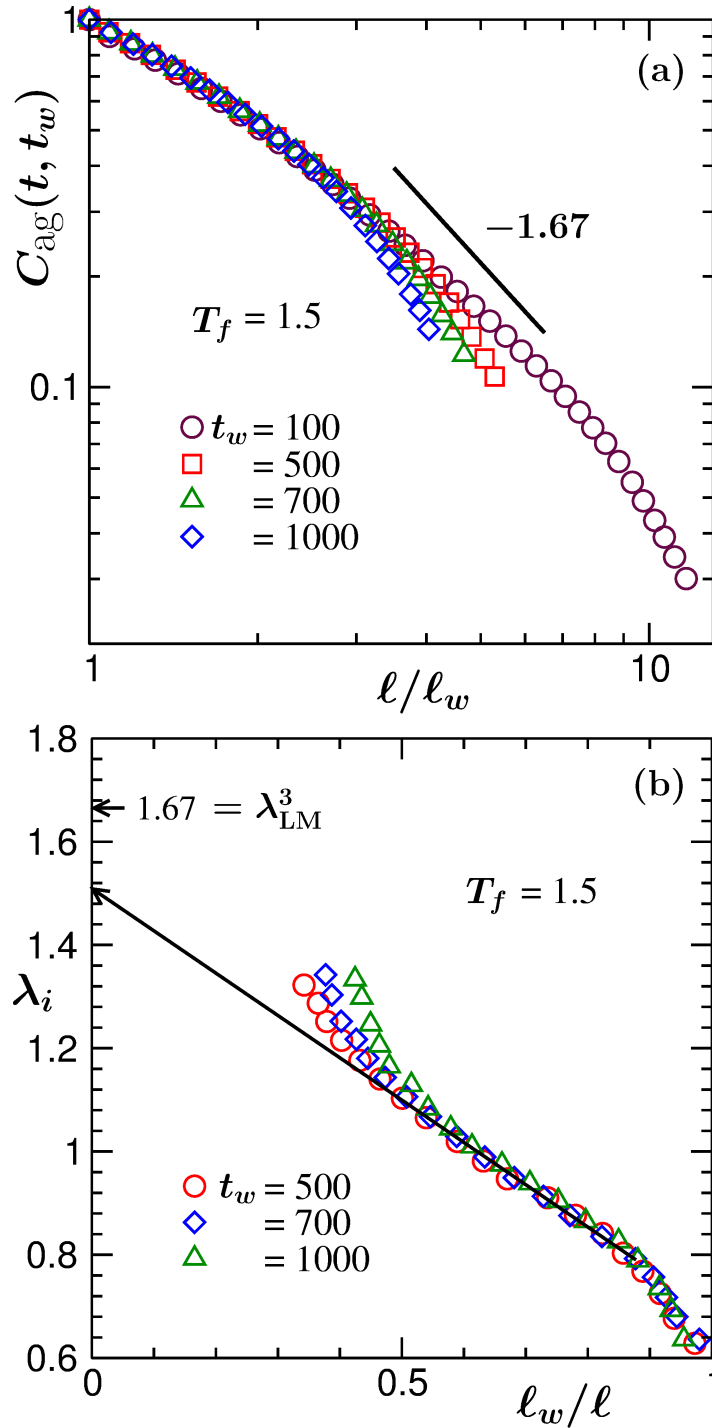 1
(a)
C_ag(t, t_w)
−1.67
T_f = 1.5
0.1
t_w = 100
= 500
= 700
= 1000
1
10
ℓ/ℓ_w
1.8
(b)
1.67 = λ³_LM
1.6
T_f = 1.5
1.4
λ_i
1.2
1
t_w = 500
= 700
= 1000
0.8
0.6
0
0.5
1
ℓ_w/ℓ